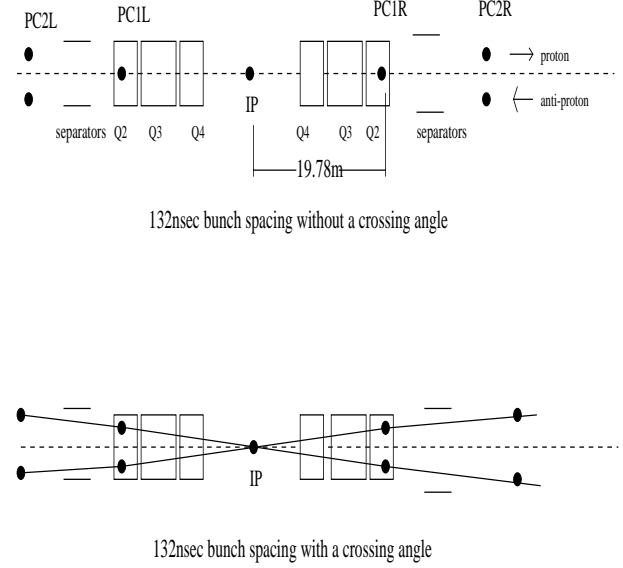 PC2L PC1L PC1R PC2R
proton
anti-proton
IP
separators Q2 Q3 Q4 Q4 Q3 Q2 separators
19.78m
132nsec bunch spacing without a crossing angle
IP
132nsec bunch spacing with a crossing angle